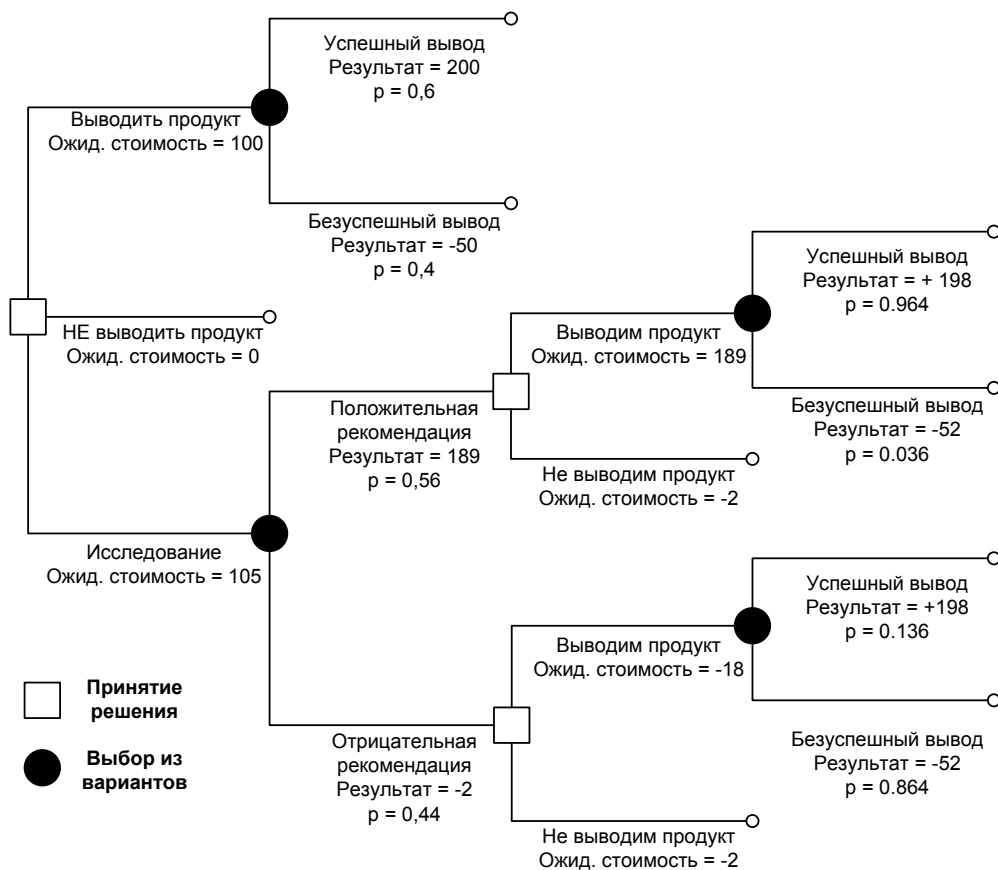 Успешный вывод
Результат = 200
p = 0,6
Выводить продукт
Ожид. стоимость = 100
Безуспешный вывод
Результат = -50
p = 0,4
НЕ выводить продукт
Ожид. стоимость = 0
Успешный вывод
Результат = + 198
p = 0.964
Выводим продукт
Ожид. стоимость = 189
Безуспешный вывод
Результат = -52
p = 0.036
Положительная
рекомендация
Результат = 189
p = 0,56
Не выводим продукт
Ожид. стоимость = -2
Исследование
Ожид. стоимость = 105
Успешный вывод
Результат = +198
p = 0.136
Выводим продукт
Ожид. стоимость = -18
Безуспешный вывод
Результат = -52
p = 0.864
Отрицательная
рекомендация
Результат = -2
p = 0,44
Не выводим продукт
Ожид. стоимость = -2
Принятие
решения
Выбор из
вариантов